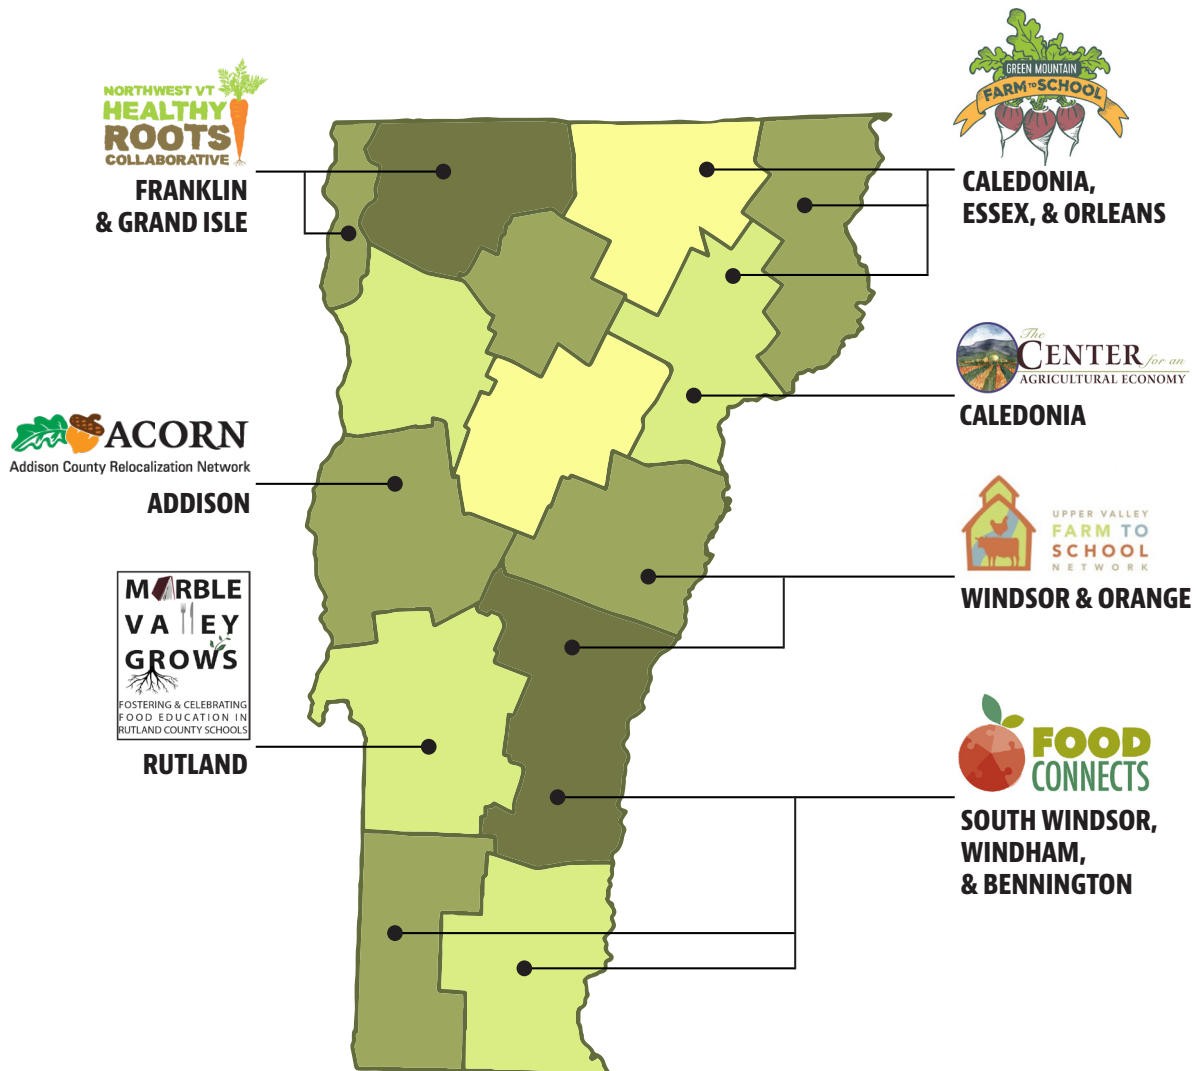 NORTHWEST VT
HEALTHY
ROOTS
COLLABORATIVE
FRANKLIN
& GRAND ISLE
ACORN
Addison County Relocalization Network
ADDISON
MARBLE
VALLEY
GROWS
FOSTERING & CELEBRATING
FOOD EDUCATION IN
RUTLAND COUNTY SCHOOLS
RUTLAND
GREEN MOUNTAIN
FARM TO SCHOOL
CALEDONIA,
ESSEX, & ORLEANS
The
CENTER for an
AGRICULTURAL ECONOMY
CALEDONIA
UPPER VALLEY
FARM TO
SCHOOL
NETWORK
WINDSOR & ORANGE
FOOD
CONNECTS
SOUTH WINDSOR,
WINDHAM,
& BENNINGTON